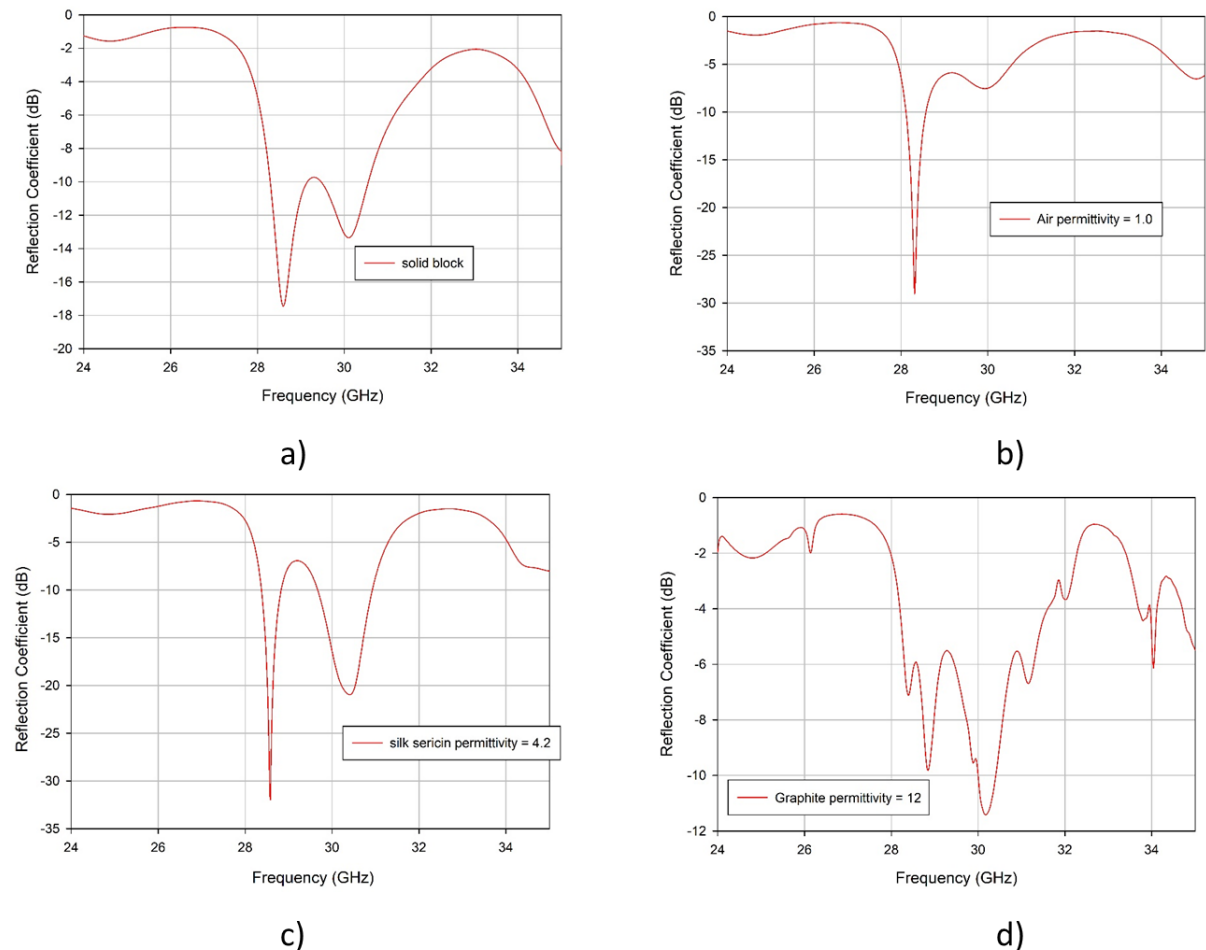 0
-2
-4
-6
-8
-10
-12
-14
-16
-18
-20
24 26 28 30 32 34
Reflection Coefficient (dB)
Frequency (GHz)
solid block
a)
0
-5
-10
-15
-20
-25
-30
-35
24 26 28 30 32 34
Reflection Coefficient (dB)
Frequency (GHz)
Air permittivity = 1.0
b)
0
-5
-10
-15
-20
-25
-30
-35
24 26 28 30 32 34
Reflection Coefficient (dB)
Frequency (GHz)
silk sericin permittivity = 4.2
c)
0
-2
-4
-6
-8
-10
-12
24 26 28 30 32 34
Reflection Coefficient (dB)
Frequency (GHz)
Graphite permittivity = 12
d)